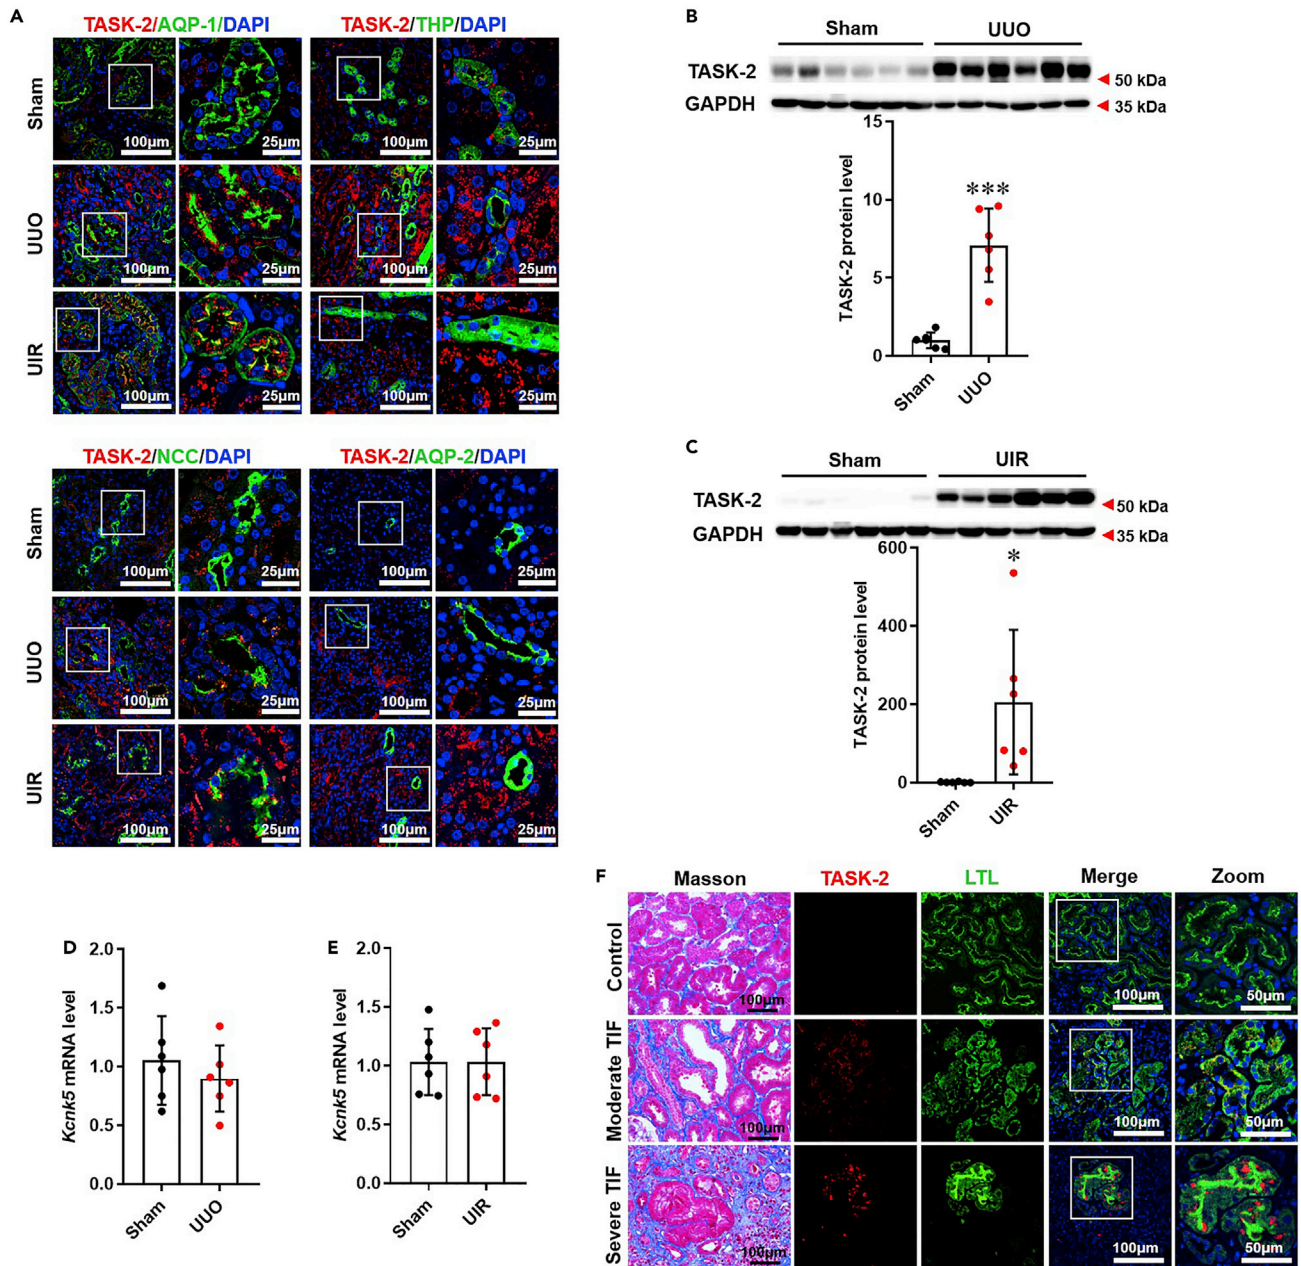 A
TASK-2/AQP-1/DAPI
TASK-2/THP/DAPI
Sham
100µm
25µm
100µm
25µm
UUO
100µm
25µm
100µm
25µm
UIR
100µm
25µm
100µm
25µm
TASK-2/NCC/DAPI
TASK-2/AQP-2/DAPI
Sham
100µm
25µm
100µm
25µm
UUO
100µm
25µm
100µm
25µm
UIR
100µm
25µm
100µm
25µm
B
Sham
UUO
TASK-2
50 kDa
GAPDH
35 kDa
TASK-2 protein level
15
10
5
0
***
Sham
UUO
C
Sham
UIR
TASK-2
50 kDa
GAPDH
35 kDa
TASK-2 protein level
600
400
200
0
*
Sham
UIR
D
Kcnk5 mRNA level
2.0
1.5
1.0
0.5
0.0
Sham
UUO
E
Kcnk5 mRNA level
2.0
1.5
1.0
0.5
0.0
Sham
UIR
F
Masson
TASK-2
LTL
Merge
Zoom
Control
100µm
100µm
50µm
Moderate TIF
100µm
100µm
50µm
Severe TIF
100µm
100µm
50µm